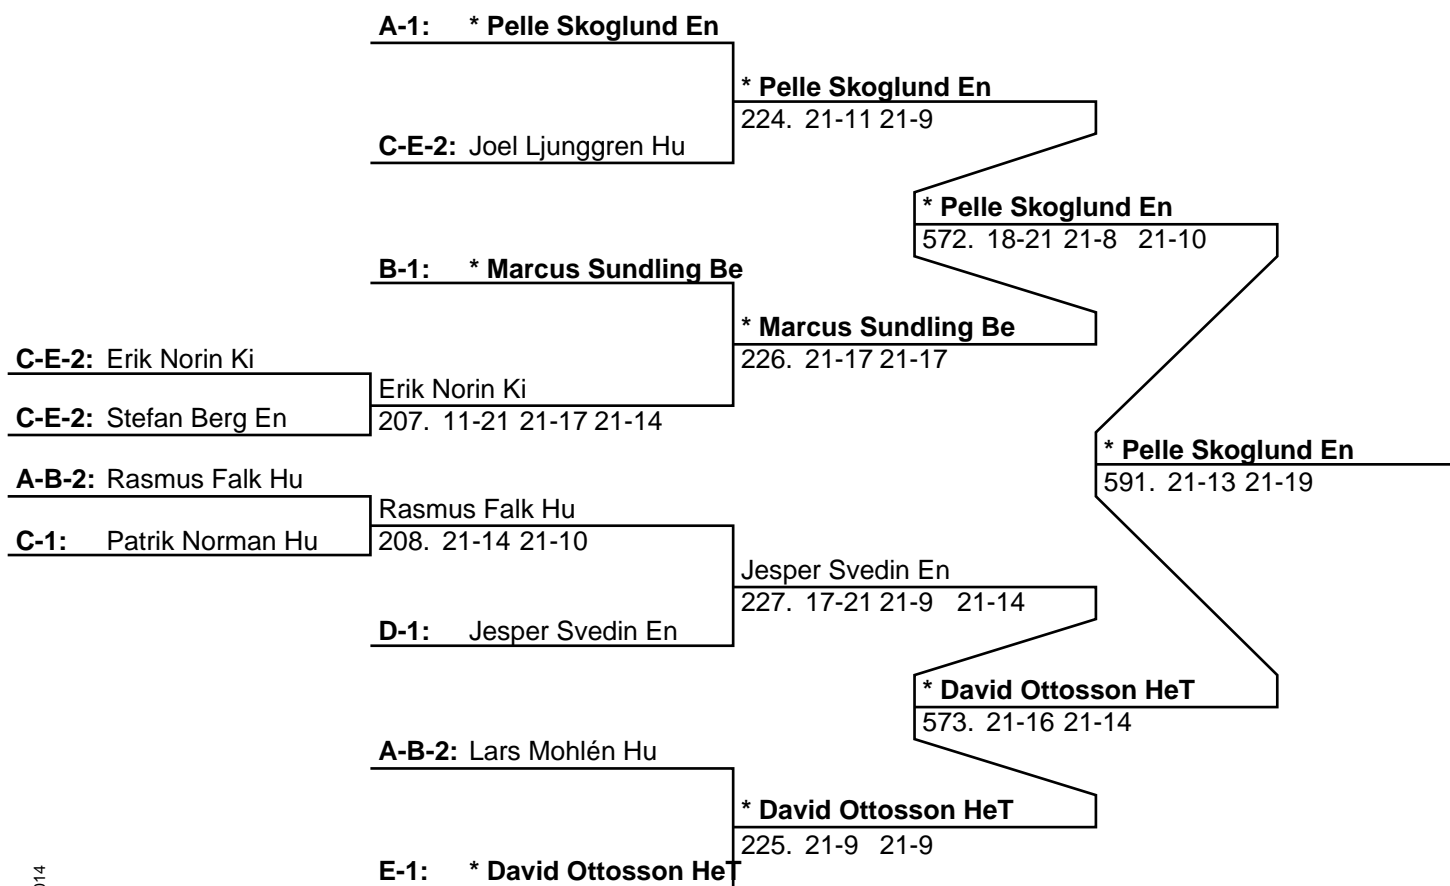 A-1: * Pelle Skoglund En
* Pelle Skoglund En
224. 21-11 21-9
C-E-2: Joel Ljunggren Hu
* Pelle Skoglund En
572. 18-21 21-8 21-10
B-1: * Marcus Sundling Be
* Marcus Sundling Be
226. 21-17 21-17
C-E-2: Erik Norin Ki
Erik Norin Ki
C-E-2: Stefan Berg En
207. 11-21 21-17 21-14
* Pelle Skoglund En
591. 21-13 21-19
A-B-2: Rasmus Falk Hu
Rasmus Falk Hu
C-1: Patrik Norman Hu
208. 21-14 21-10
Jesper Svedin En
227. 17-21 21-9 21-14
D-1: Jesper Svedin En
* David Ottosson HeT
573. 21-16 21-14
A-B-2: Lars Mohlén Hu
* David Ottosson HeT
225. 21-9 21-9
E-1: * David Ottosson HeT